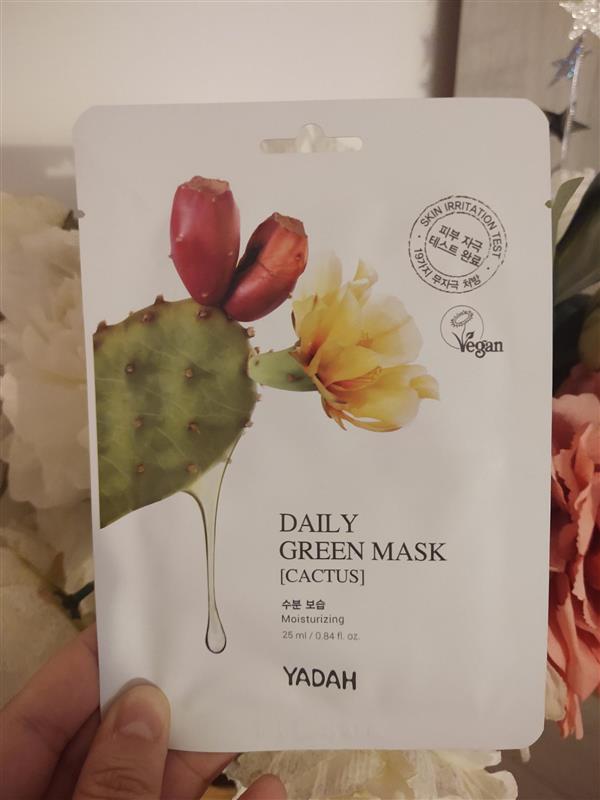 SKIN IRRITATION TEST
피부 자극
테스트 완료
19가지 무자극 처방
Vegan
DAILY
GREEN MASK
[CACTUS]
수분 보습
Moisturizing
25 ml / 0.84 fl. oz.
YADAH